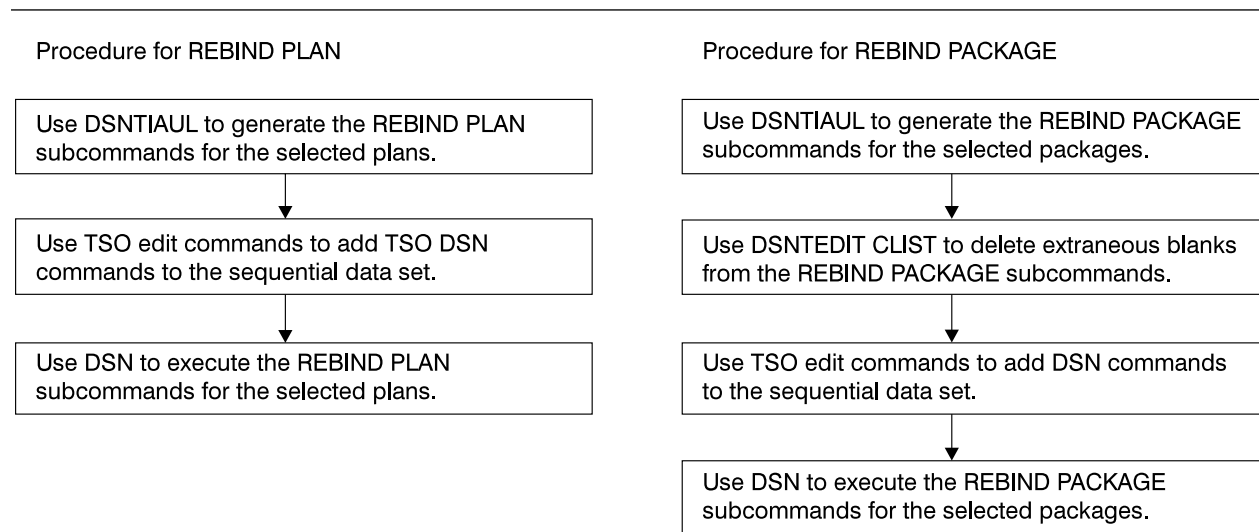 Procedure for REBIND PLAN
Use DSNTIAUL to generate the REBIND PLAN
subcommands for the selected plans.
Use TSO edit commands to add TSO DSN
commands to the sequential data set.
Use DSN to execute the REBIND PLAN
subcommands for the selected plans.
Procedure for REBIND PACKAGE
Use DSNTIAUL to generate the REBIND PACKAGE
subcommands for the selected packages.
Use DSNTEDIT CLIST to delete extraneous blanks
from the REBIND PACKAGE subcommands.
Use TSO edit commands to add DSN commands
to the sequential data set.
Use DSN to execute the REBIND PACKAGE
subcommands for the selected packages.